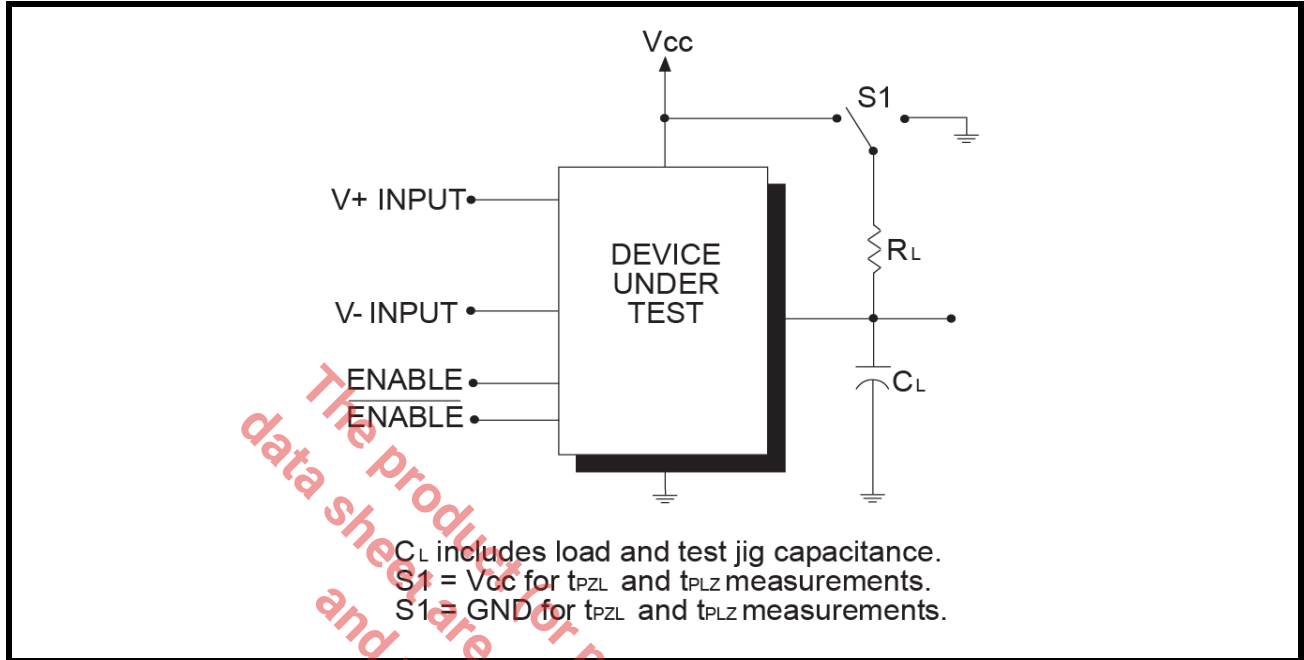 Vcc
S1
V+ INPUT
DEVICE
UNDER
TEST
RL
V- INPUT
ENABLE
CL
ENABLE
CL includes load and test jig capacitance.
S1 = Vcc for tPZL and tPLZ measurements.
S1 = GND for tPZL and tPLZ measurements.
The product (or
data sheet are
and